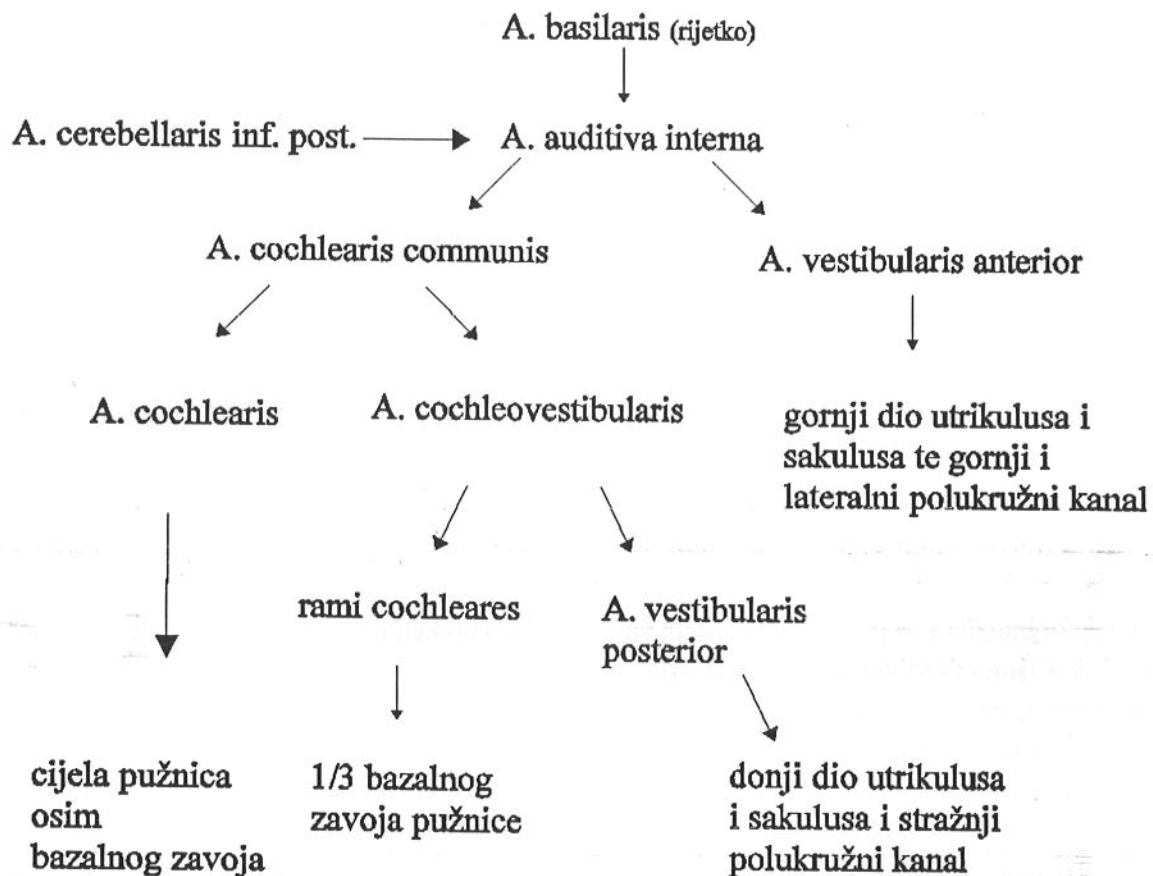 A. basilaris (rijetko)
A. cerebellaris inf. post.
A. auditiva interna
A. cochlearis communis
A. vestibularis anterior
A. cochlearis
A. cochleovestibularis
gornji dio utrikulusa i
sakulusa te gornji i
lateralni polukružni kanal
rami cochleares
A. vestibularis
posterior
cijela pužnica
osim
bazalnog zavoja
1/3 bazalnog
zavoja pužnice
donji dio utrikulusa
i sakulusa i stražnji
polukružni kanal